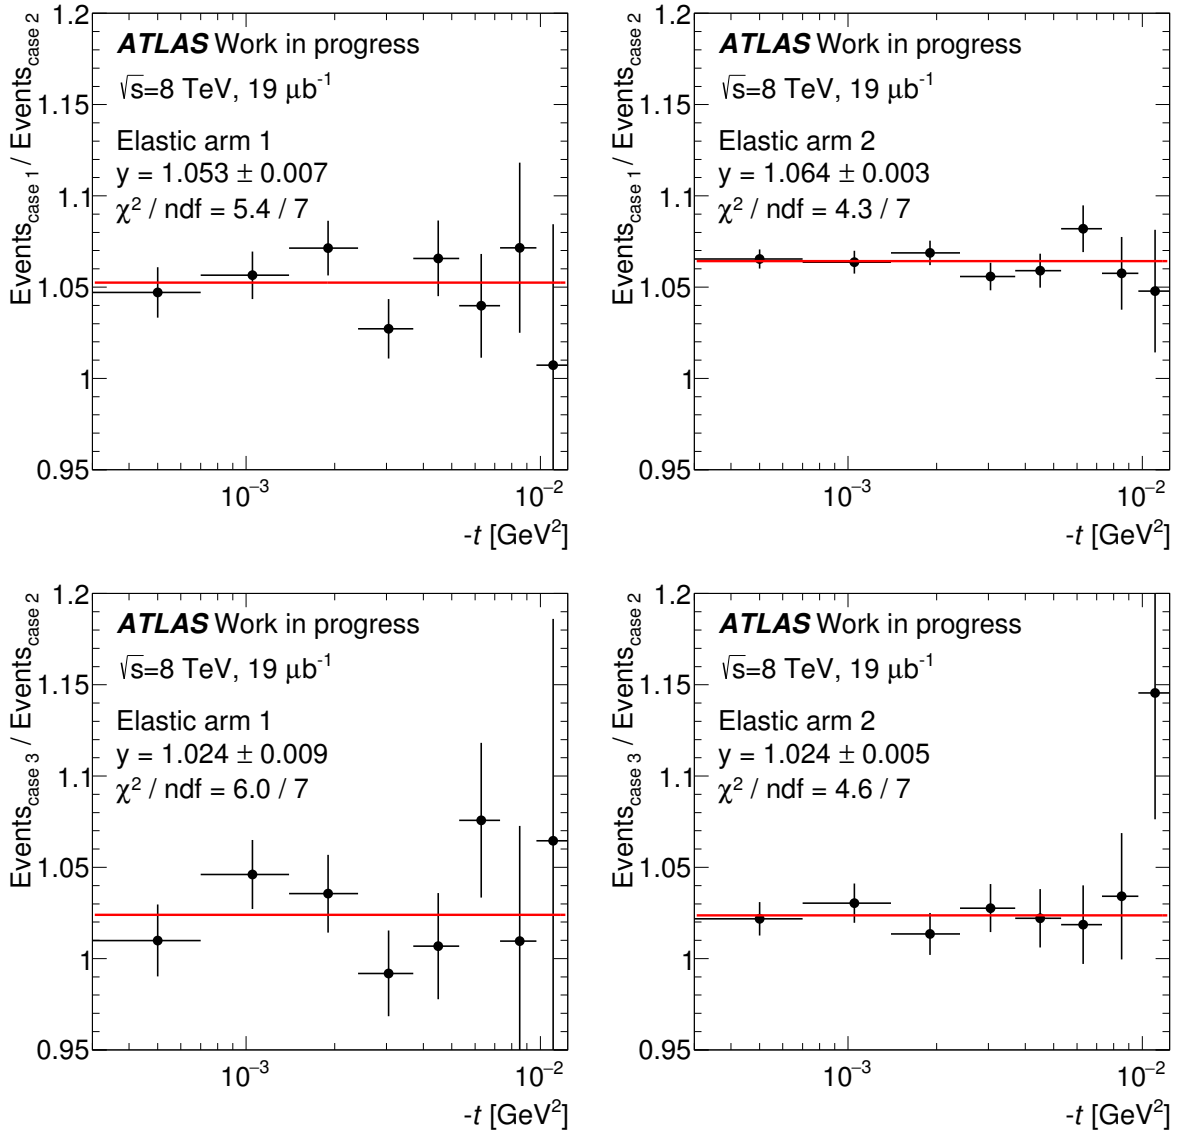 Events_case 1 / Events_case 2
1.2
1.15
1.1
1.05
1
0.95
ATLAS Work in progress
√s=8 TeV, 19 μb⁻¹
Elastic arm 1
y = 1.053 ± 0.007
χ² / ndf = 5.4 / 7
10⁻³
10⁻²
-t [GeV²]
Events_case 1 / Events_case 2
1.2
1.15
1.1
1.05
1
0.95
ATLAS Work in progress
√s=8 TeV, 19 μb⁻¹
Elastic arm 2
y = 1.064 ± 0.003
χ² / ndf = 4.3 / 7
10⁻³
10⁻²
-t [GeV²]
Events_case 3 / Events_case 2
1.2
1.15
1.1
1.05
1
0.95
ATLAS Work in progress
√s=8 TeV, 19 μb⁻¹
Elastic arm 1
y = 1.024 ± 0.009
χ² / ndf = 6.0 / 7
10⁻³
10⁻²
-t [GeV²]
Events_case 3 / Events_case 2
1.2
1.15
1.1
1.05
1
0.95
ATLAS Work in progress
√s=8 TeV, 19 μb⁻¹
Elastic arm 2
y = 1.024 ± 0.005
χ² / ndf = 4.6 / 7
10⁻³
10⁻²
-t [GeV²]